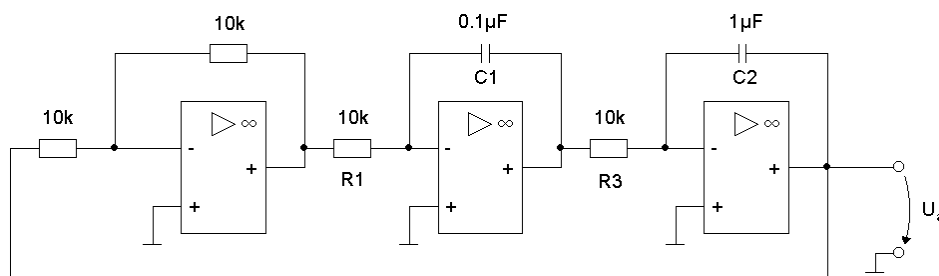 10k
0.1µF
1µF
C1
C2
10k
▷ ∞
10k
▷ ∞
10k
▷ ∞
-
+
R1
-
+
R3
-
+
+
+
+